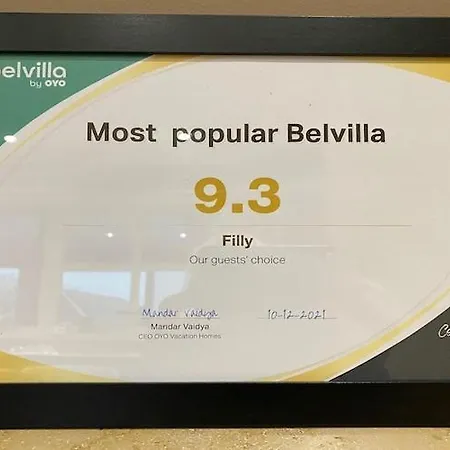 belvilla
by OYO
Most popular Belvilla
9.3
Filly
Our guests' choice
Mandar Vaidya
10-12-2021
Mandar Vaidya
CEO OYO Vacation Homes